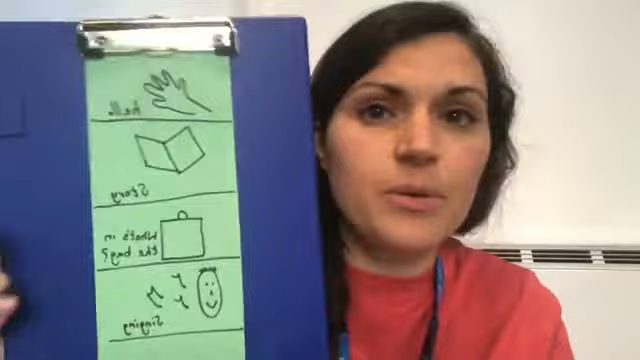 hello
Story
What's in
the bag?
Singing